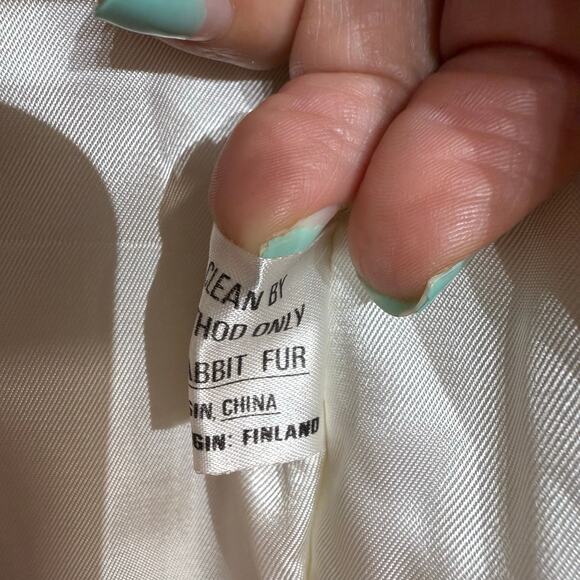 CLEAN BY
HOD ONLY
ABBIT FUR
GIN, CHINA
GIN: FINLAND